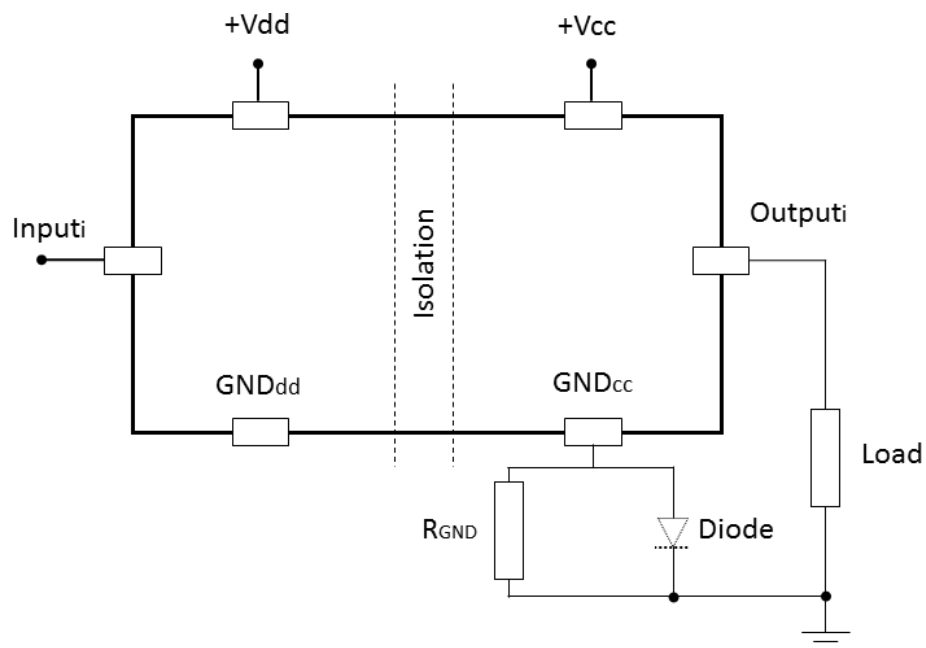 +Vdd
+Vcc
Inputi
Outputi
Isolation
GNDdd
GNDcc
Load
RGND
Diode